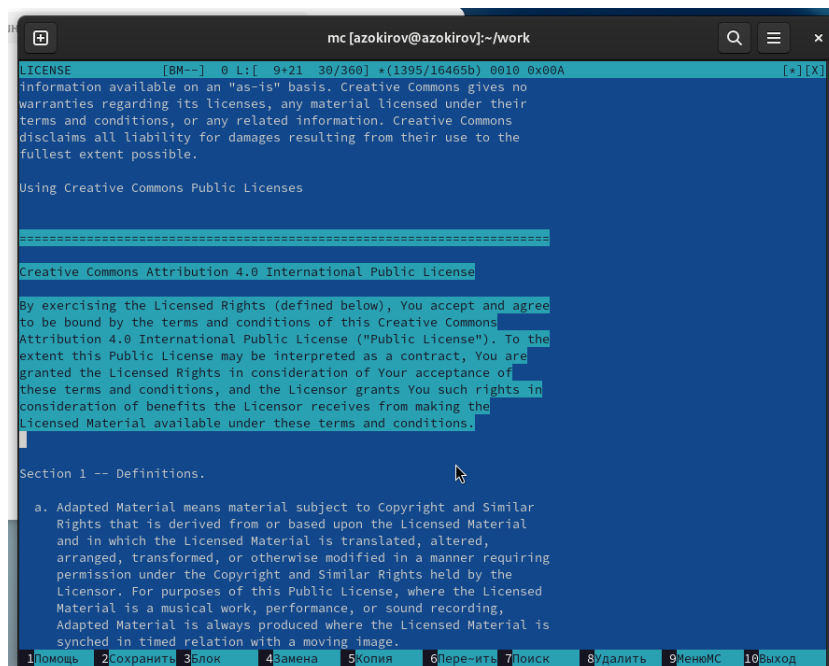 mc [azokirov@azokirov]:~/work
LICENSE [BM--] 0 L:[ 9+21 30/360] *(1395/16465b) 0010 0x00A [*][X]
information available on an "as-is" basis. Creative Commons gives no
warranties regarding its licenses, any material licensed under their
terms and conditions, or any related information. Creative Commons
disclaims all liability for damages resulting from their use to the
fullest extent possible.
Using Creative Commons Public Licenses
=======================================================================
Creative Commons Attribution 4.0 International Public License
By exercising the Licensed Rights (defined below), You accept and agree
to be bound by the terms and conditions of this Creative Commons
Attribution 4.0 International Public License ("Public License"). To the
extent this Public License may be interpreted as a contract, You are
granted the Licensed Rights in consideration of Your acceptance of
these terms and conditions, and the Licensor grants You such rights in
consideration of benefits the Licensor receives from making the
Licensed Material available under these terms and conditions.
Section 1 -- Definitions.
a. Adapted Material means material subject to Copyright and Similar
Rights that is derived from or based upon the Licensed Material
and in which the Licensed Material is translated, altered,
arranged, transformed, or otherwise modified in a manner requiring
permission under the Copyright and Similar Rights held by the
Licensor. For purposes of this Public License, where the Licensed
Material is a musical work, performance, or sound recording,
Adapted Material is always produced where the Licensed Material is
synched in timed relation with a moving image.
1Помощь 2Сохранить 3Блок 4Замена 5Копия 6Пере~ить 7Поиск 8Удалить 9МенюMC 10Выход